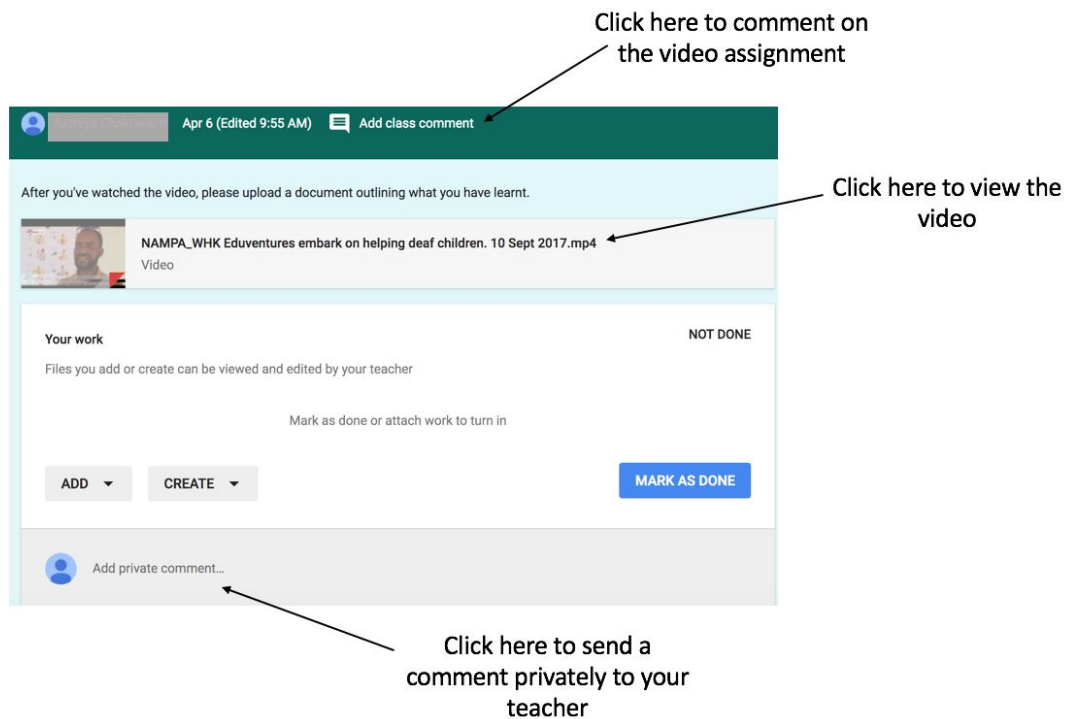 Click here to comment on
the video assignment
Apr 6 (Edited 9:55 AM) Add class comment
After you've watched the video, please upload a document outlining what you have learnt.
Click here to view the
video
NAMPA_WHK Eduventures embark on helping deaf children. 10 Sept 2017.mp4
Video
Your work
NOT DONE
Files you add or create can be viewed and edited by your teacher
Mark as done or attach work to turn in
ADD CREATE MARK AS DONE
Add private comment...
Click here to send a
comment privately to your
teacher